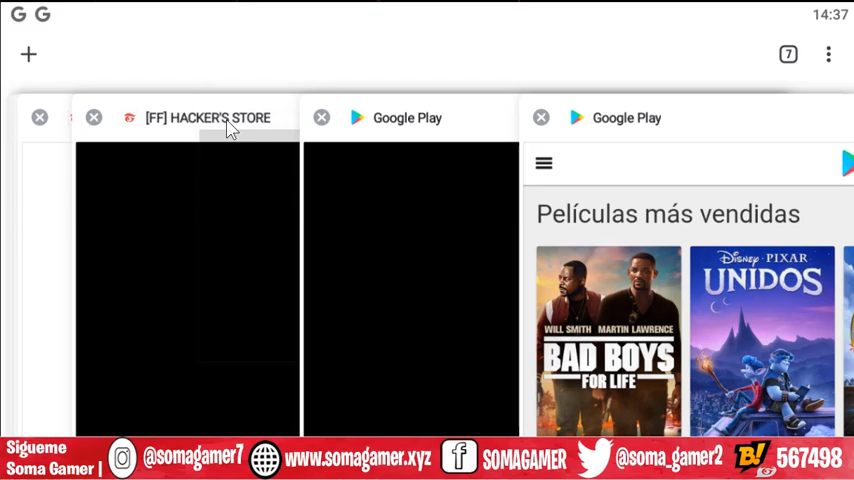 14:37
7
[FF] HACKER'S STORE
Google Play
Google Play
Películas más vendidas
WILL SMITH MARTIN LAWRENCE
BAD BOYS
FOR LIFE
DISNEY · PIXAR
UNIDOS
Sigueme
Soma Gamer |
@somagamer7
www.somagamer.xyz
f
SOMAGAMER
@soma_gamer2
B!
567498